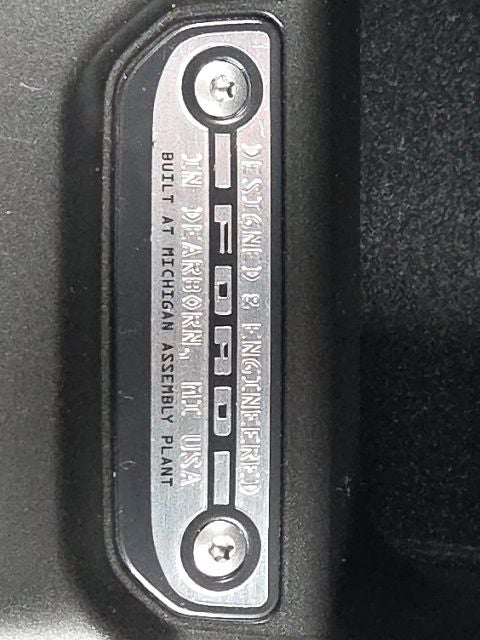 DESIGNED & ENGINEERED
FORD
IN DEARBORN, MI USA
BUILT AT MICHIGAN ASSEMBLY PLANT